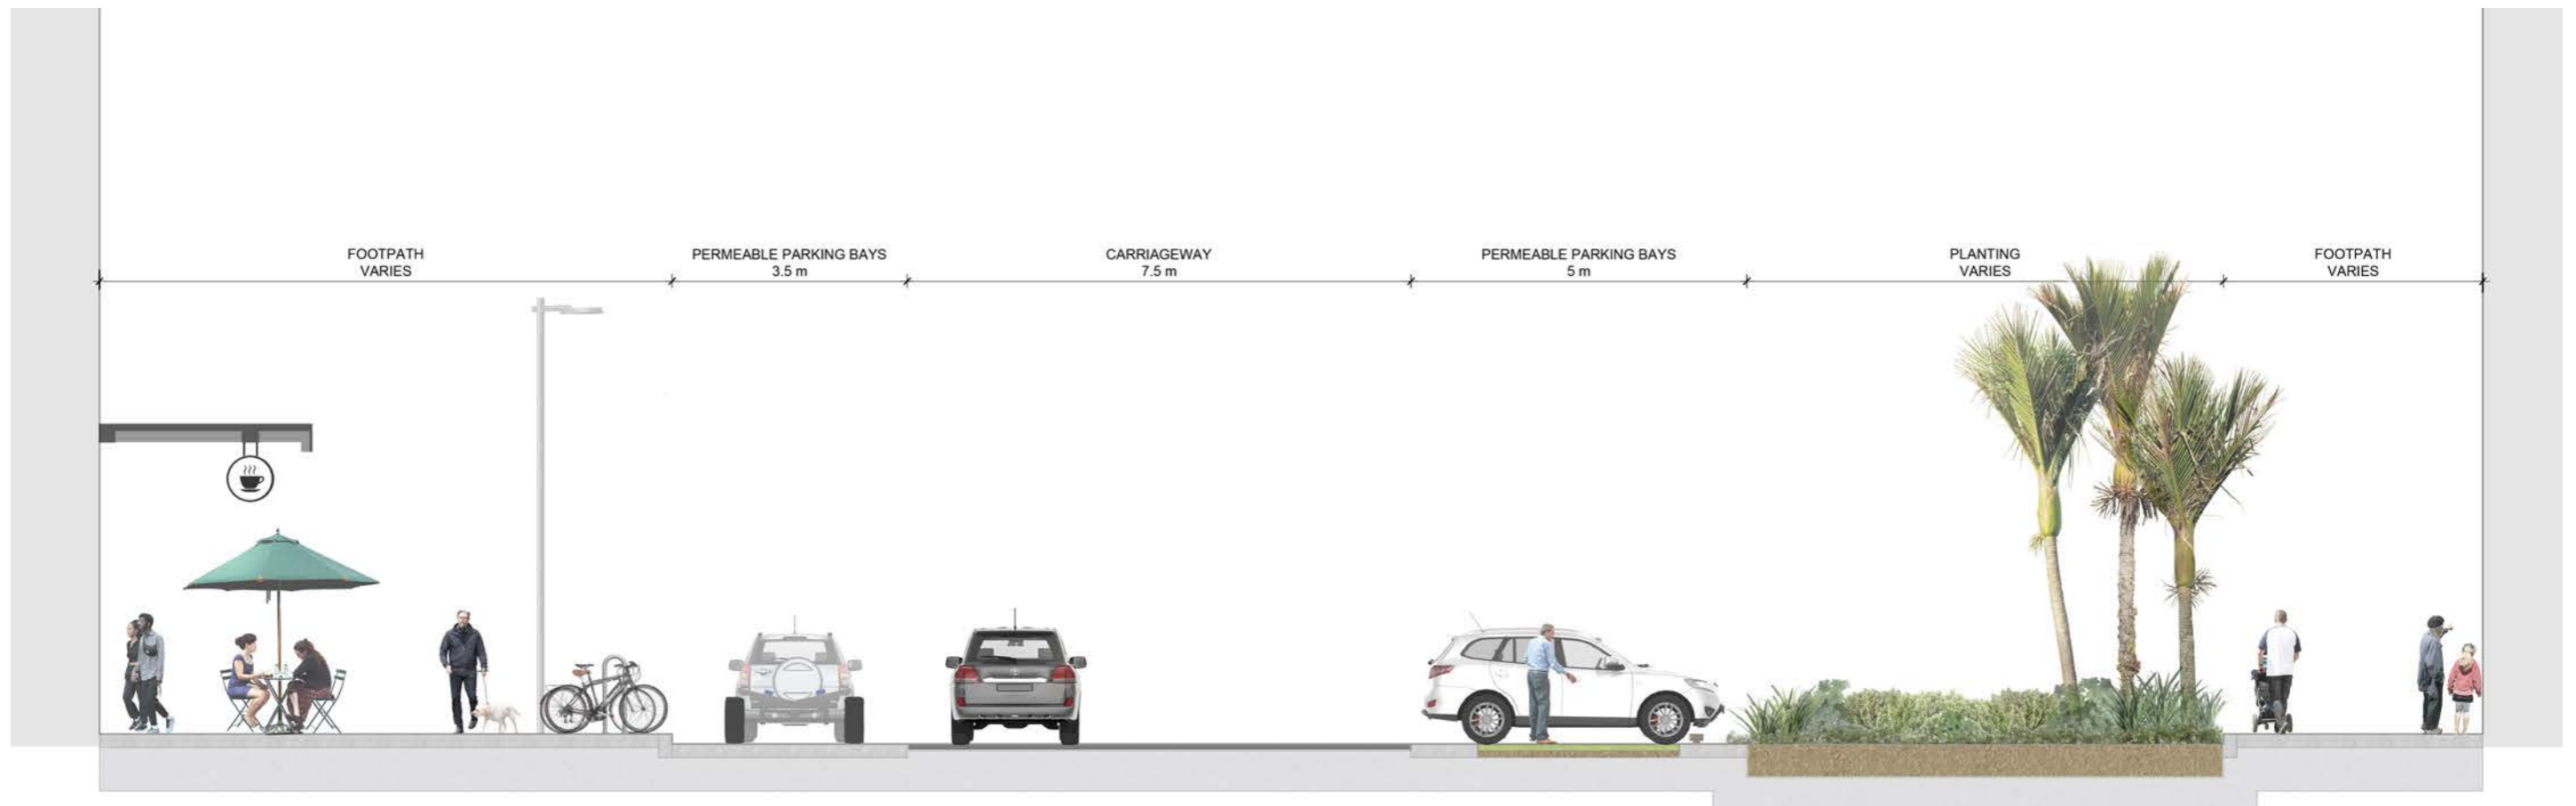 FOOTPATH
VARIES
PERMEABLE PARKING BAYS
3.5 m
CARRIAGEWAY
7.5 m
PERMEABLE PARKING BAYS
5 m
PLANTING
VARIES
FOOTPATH
VARIES